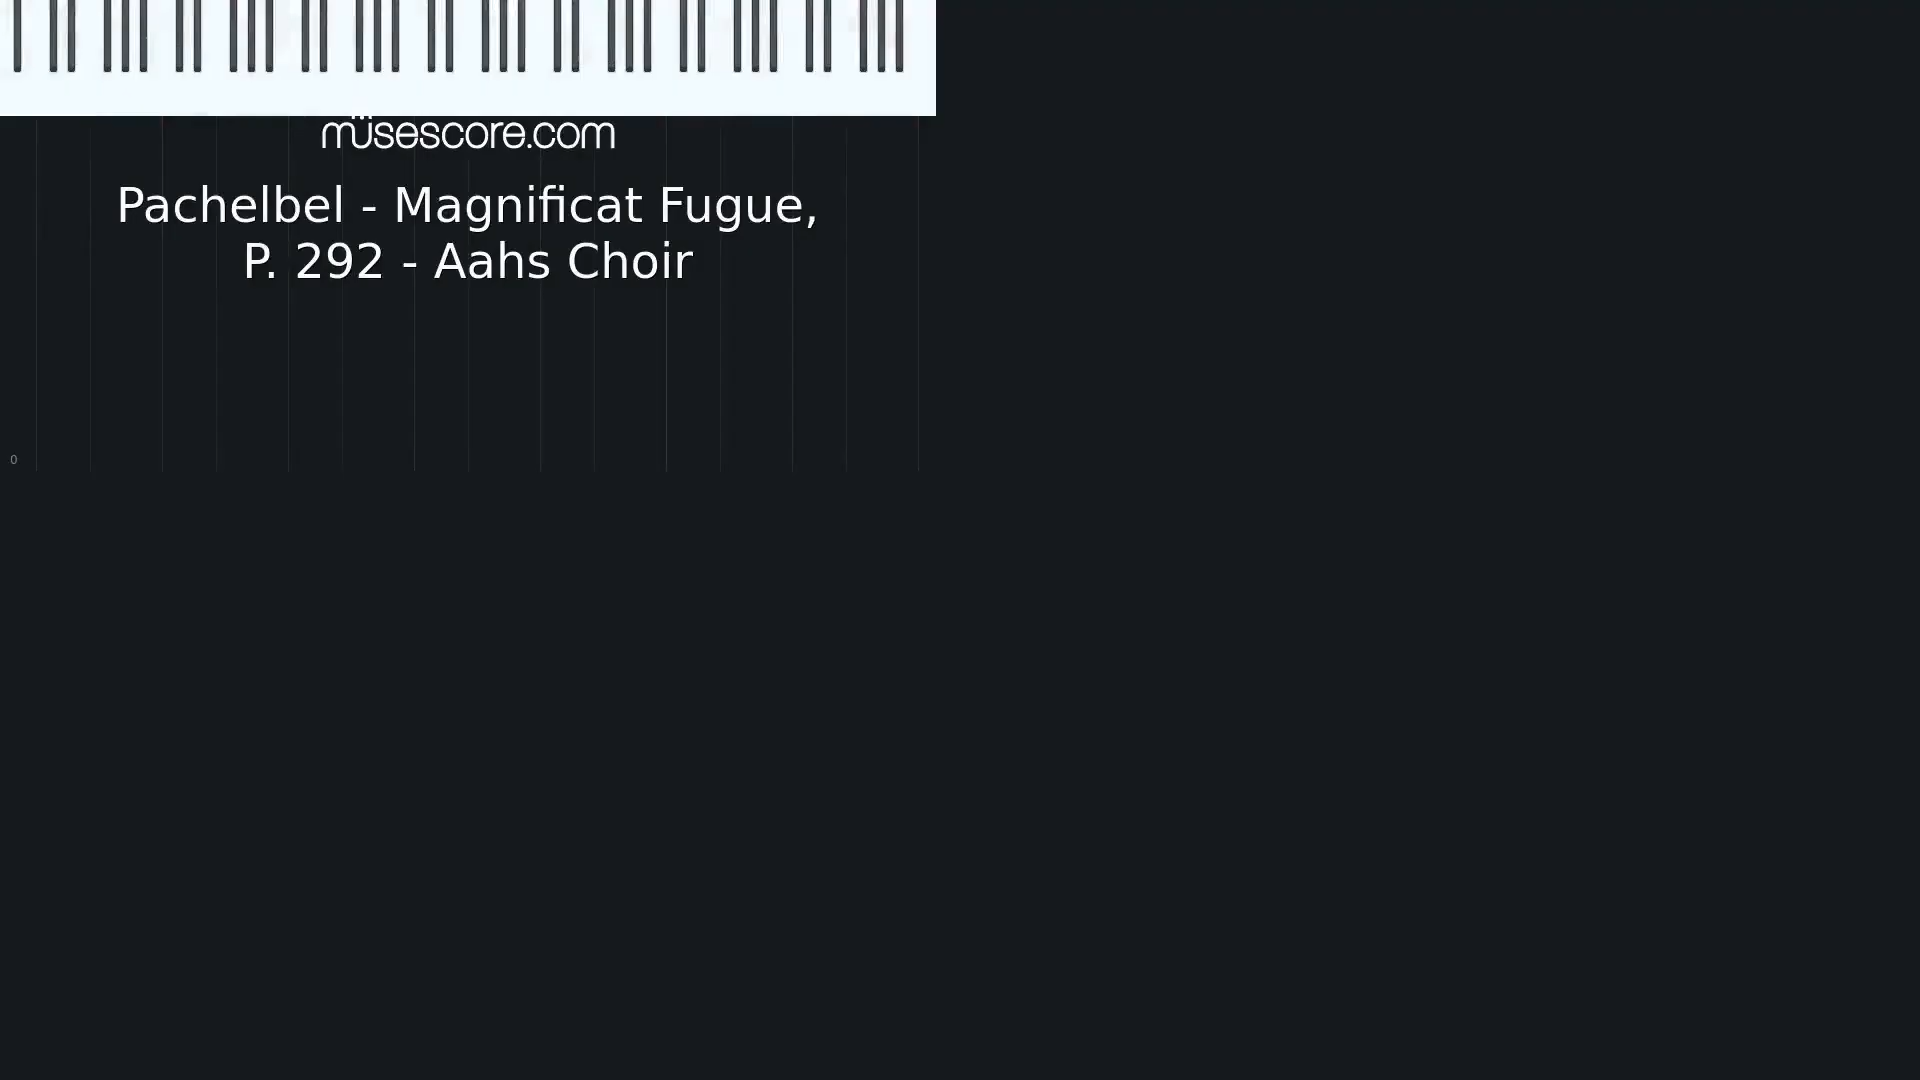 musescore.com
Pachelbel - Magnificat Fugue,
P. 292 - Aahs Choir
0